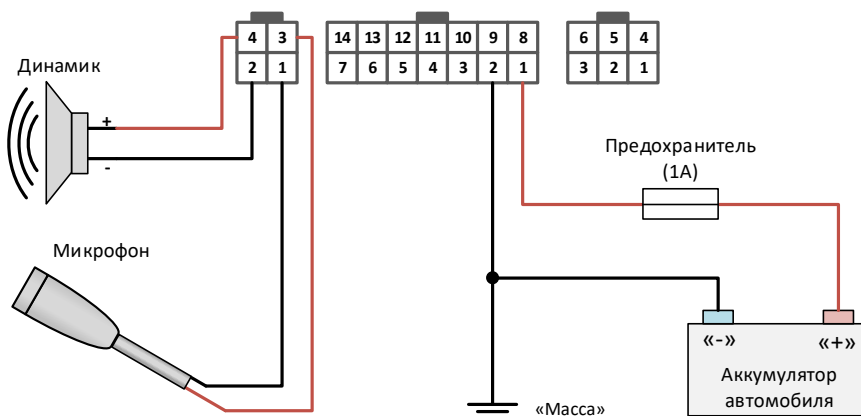 4 3
2 1
14 13 12 11 10 9 8
7 6 5 4 3 2 1
6 5 4
3 2 1
Динамик
+
-
Предохранитель
(1А)
Микрофон
«-» «+»
Аккумулятор
автомобиля
«Масса»